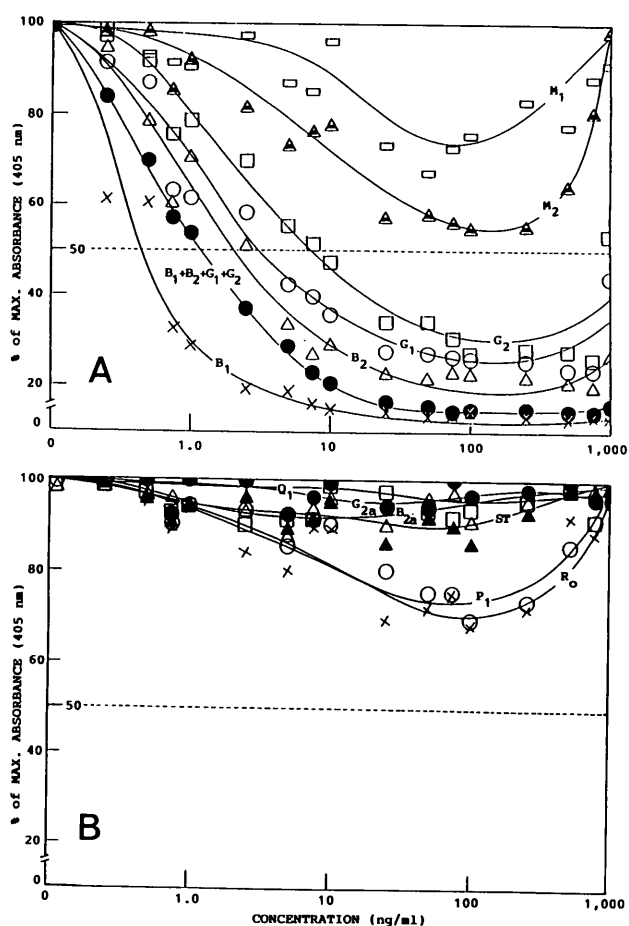 % of MAX. ABSORBANCE (405 nm)
100
80
60
50
40
20
0
A
M1
M2
B1+B2+G1+G2
G2
G1
B2
B1
0
1.0
10
100
1,000
% of MAX. ABSORBANCE (405 nm)
100
80
60
50
40
20
0
B
Q1
G2a
B2a
ST
P1
Ro
0
1.0
10
100
1,000
CONCENTRATION (ng/ml)